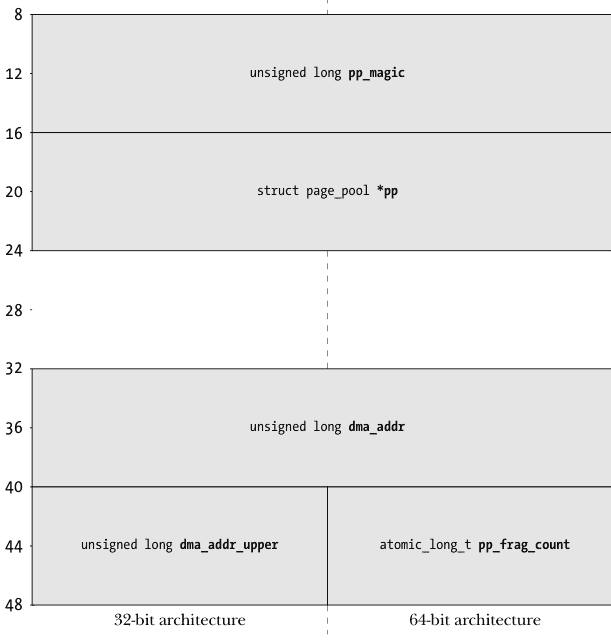 8
unsigned long pp_magic
12
16
struct page_pool *pp
20
24
28
32
unsigned long dma_addr
36
40
unsigned long dma_addr_upper atomic_long_t pp_frag_count
44
48
32-bit architecture 64-bit architecture